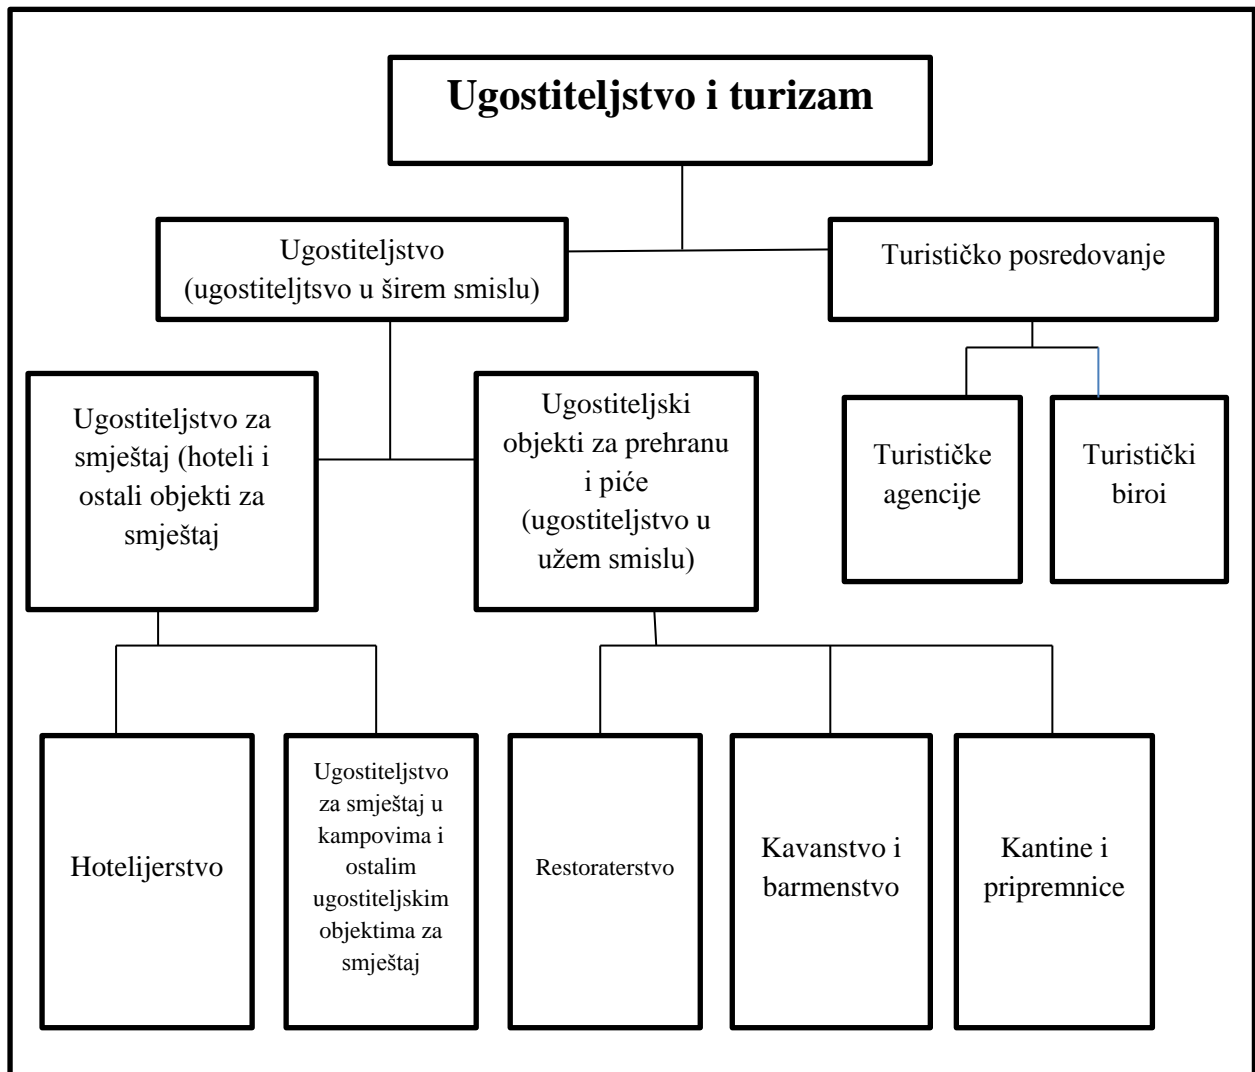 Ugostiteljstvo i turizam
Ugostiteljstvo
(ugostiteljtsvo u širem smislu)
Turističko posredovanje
Ugostiteljstvo za
smještaj (hoteli i
ostali objekti za
smještaj
Ugostiteljski
objekti za prehranu
i piće
(ugostiteljstvo u
užem smislu)
Turističke
agencije
Turistički
biroi
Hotelijerstvo
Ugostiteljstvo
za smještaj u
kampovima i
ostalim
ugostiteljskim
objektima za
smještaj
Restoraterstvo
Kavanstvo i
barmenstvo
Kantine i
pripremnice